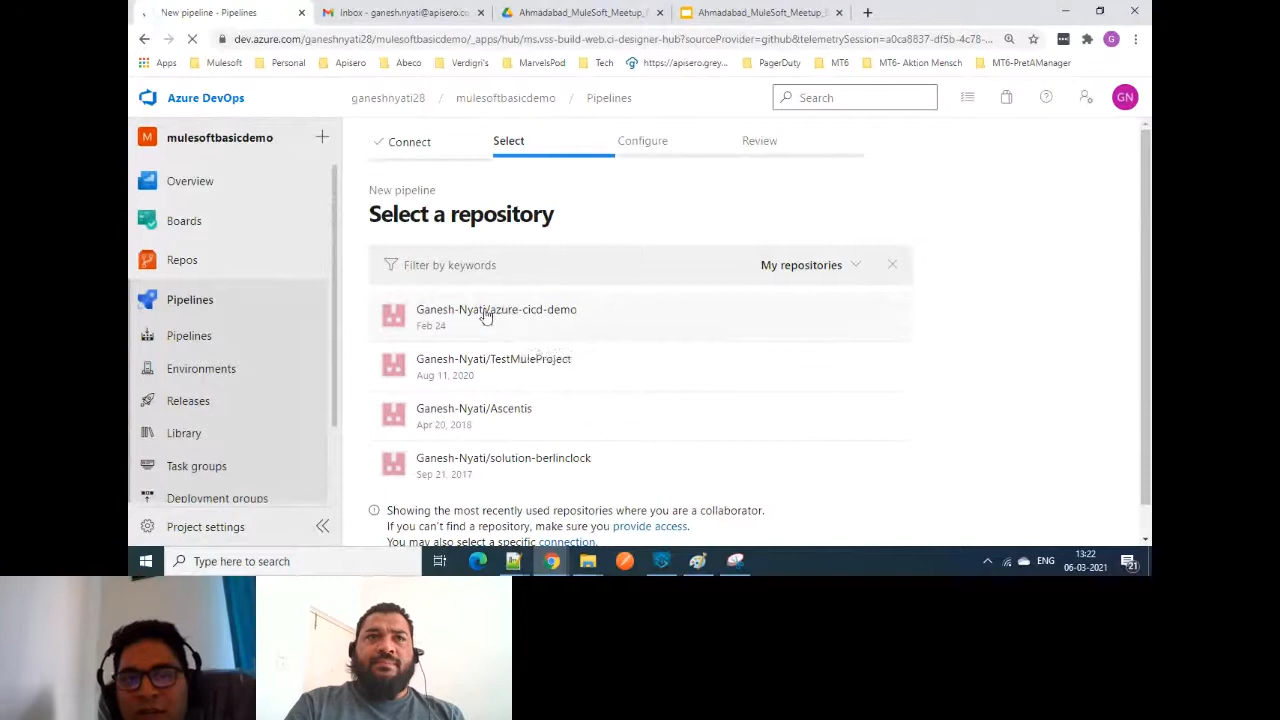 New pipeline - Pipelines
Inbox - ganesh.nyati@apisero.c
Ahmadabad_MuleSoft_Meetup_
Ahmadabad_MuleSoft_Meetup_
dev.azure.com/ganeshnyati28/mulesoftbasicdemo/_apps/hub/ms.vss-build-web.ci-designer-hub?sourceProvider=github&telemetrySession=a0ca8837-df5b-4c78-...
G
Apps
Mulesoft
Personal
Apisero
Abeco
Verdigri's
MarvelsPod
Tech
https://apisero.grey...
PagerDuty
MT6
MT6- Aktion Mensch
MT6-PretAManager
Azure DevOps
ganeshnyati28 / mulesoftbasicdemo / Pipelines
Search
GN
M
mulesoftbasicdemo
Overview
Boards
Repos
Pipelines
Pipelines
Environments
Releases
Library
Task groups
Deployment groups
Project settings
Connect
Select
Configure
Review
New pipeline
Select a repository
Filter by keywords
My repositories
Ganesh-Nyati/azure-cicd-demo
Feb 24
Ganesh-Nyati/TestMuleProject
Aug 11, 2020
Ganesh-Nyati/Ascentis
Apr 20, 2018
Ganesh-Nyati/solution-berlinclock
Sep 21, 2017
Showing the most recently used repositories where you are a collaborator.
If you can't find a repository, make sure you provide access.
You may also select a specific connection.
Type here to search
ENG
13:22
06-03-2021
21